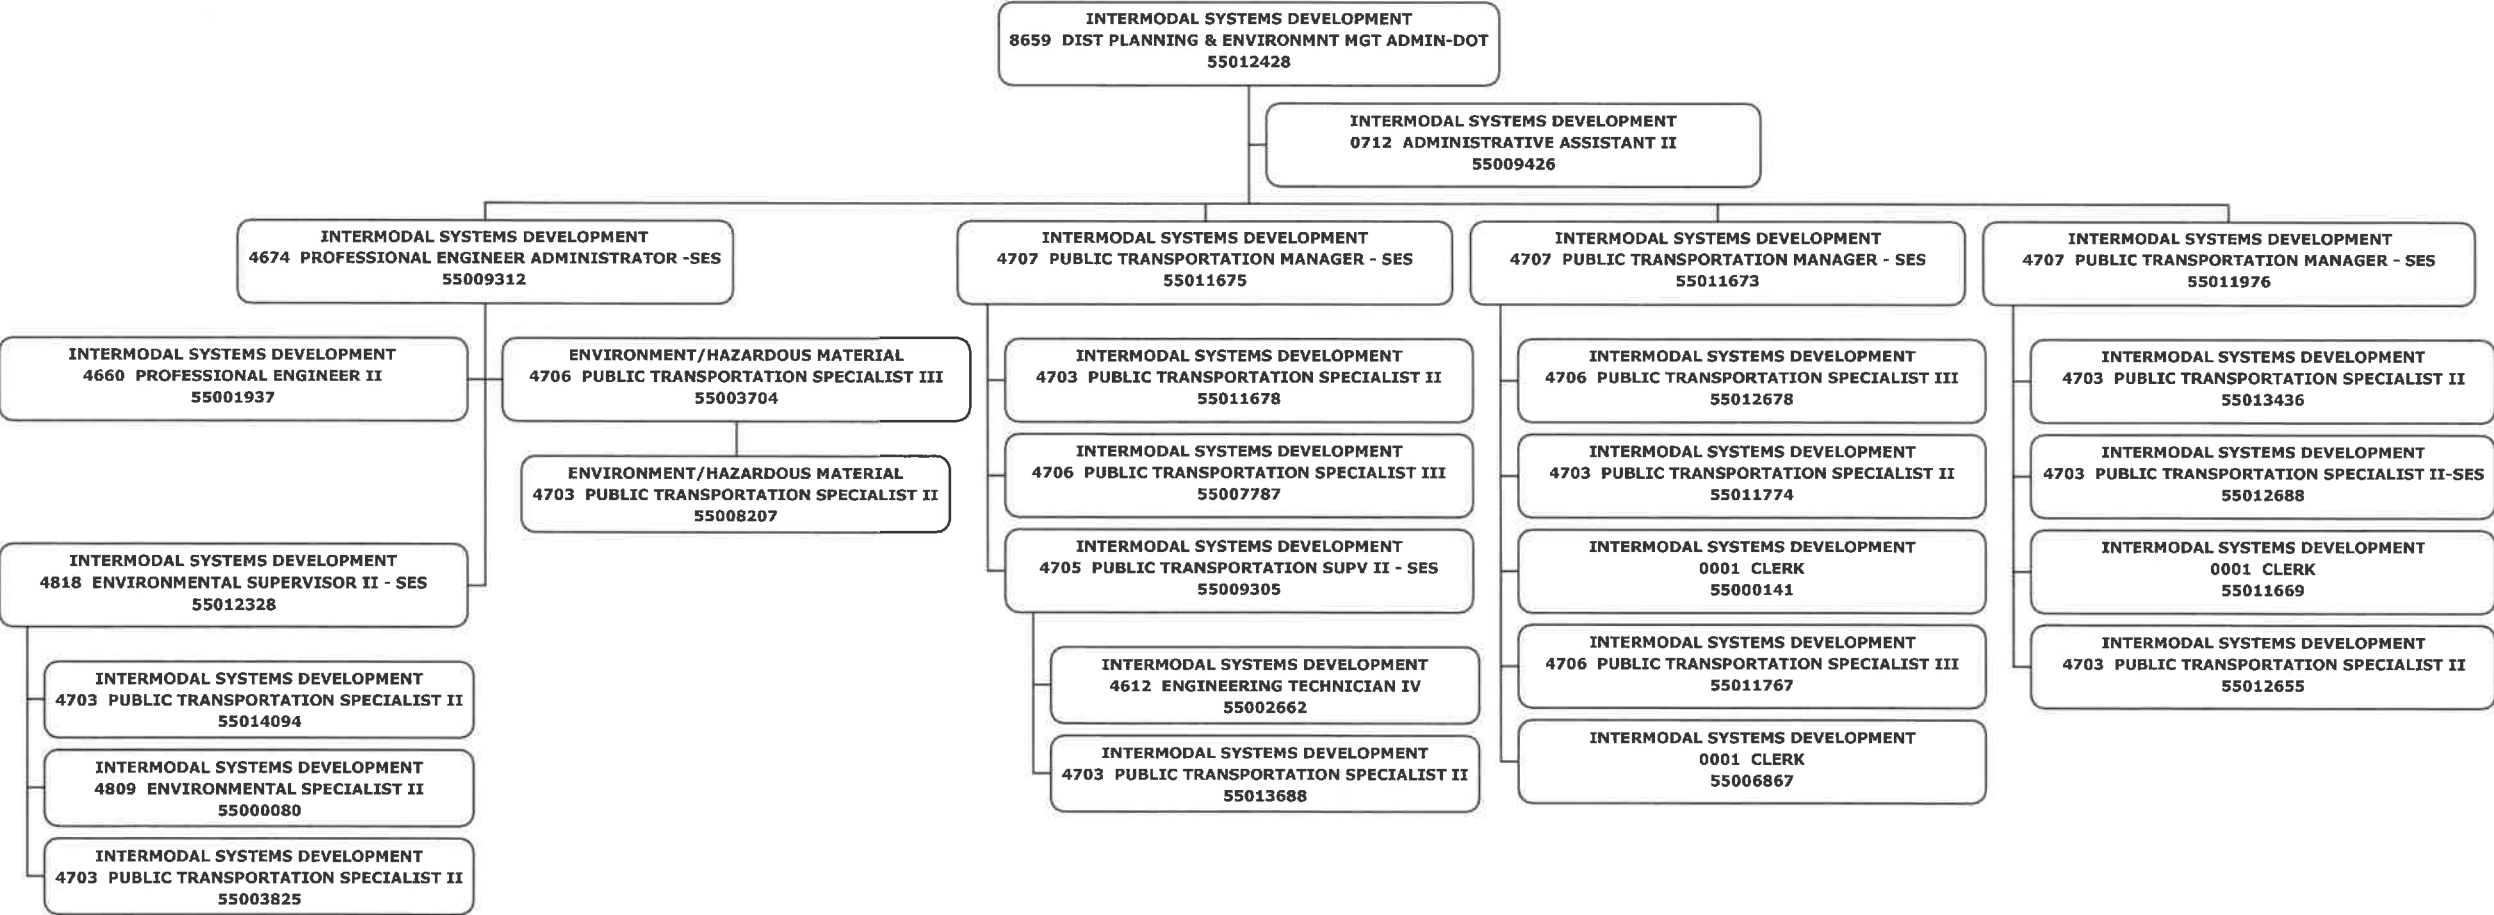 INTERMODAL SYSTEMS DEVELOPMENT
8659 DIST PLANNING & ENVIRONMNT MGT ADMIN-DOT
55012428
INTERMODAL SYSTEMS DEVELOPMENT
0712 ADMINISTRATIVE ASSISTANT II
55009426
INTERMODAL SYSTEMS DEVELOPMENT
4674 PROFESSIONAL ENGINEER ADMINISTRATOR -SES
55009312
INTERMODAL SYSTEMS DEVELOPMENT
4660 PROFESSIONAL ENGINEER II
55001937
ENVIRONMENT/HAZARDOUS MATERIAL
4706 PUBLIC TRANSPORTATION SPECIALIST III
55003704
ENVIRONMENT/HAZARDOUS MATERIAL
4703 PUBLIC TRANSPORTATION SPECIALIST II
55008207
INTERMODAL SYSTEMS DEVELOPMENT
4818 ENVIRONMENTAL SUPERVISOR II - SES
55012328
INTERMODAL SYSTEMS DEVELOPMENT
4703 PUBLIC TRANSPORTATION SPECIALIST II
55014094
INTERMODAL SYSTEMS DEVELOPMENT
4809 ENVIRONMENTAL SPECIALIST II
55000080
INTERMODAL SYSTEMS DEVELOPMENT
4703 PUBLIC TRANSPORTATION SPECIALIST II
55003825
INTERMODAL SYSTEMS DEVELOPMENT
4707 PUBLIC TRANSPORTATION MANAGER - SES
55011675
INTERMODAL SYSTEMS DEVELOPMENT
4703 PUBLIC TRANSPORTATION SPECIALIST II
55011678
INTERMODAL SYSTEMS DEVELOPMENT
4706 PUBLIC TRANSPORTATION SPECIALIST III
55007787
INTERMODAL SYSTEMS DEVELOPMENT
4705 PUBLIC TRANSPORTATION SUPV II - SES
55009305
INTERMODAL SYSTEMS DEVELOPMENT
4612 ENGINEERING TECHNICIAN IV
55002662
INTERMODAL SYSTEMS DEVELOPMENT
4703 PUBLIC TRANSPORTATION SPECIALIST II
55013688
INTERMODAL SYSTEMS DEVELOPMENT
4707 PUBLIC TRANSPORTATION MANAGER - SES
55011673
INTERMODAL SYSTEMS DEVELOPMENT
4706 PUBLIC TRANSPORTATION SPECIALIST III
55012678
INTERMODAL SYSTEMS DEVELOPMENT
4703 PUBLIC TRANSPORTATION SPECIALIST II
55011774
INTERMODAL SYSTEMS DEVELOPMENT
0001 CLERK
55000141
INTERMODAL SYSTEMS DEVELOPMENT
4706 PUBLIC TRANSPORTATION SPECIALIST III
55011767
INTERMODAL SYSTEMS DEVELOPMENT
0001 CLERK
55006867
INTERMODAL SYSTEMS DEVELOPMENT
4707 PUBLIC TRANSPORTATION MANAGER - SES
55011976
INTERMODAL SYSTEMS DEVELOPMENT
4703 PUBLIC TRANSPORTATION SPECIALIST II
55013436
INTERMODAL SYSTEMS DEVELOPMENT
4703 PUBLIC TRANSPORTATION SPECIALIST II-SES
55012688
INTERMODAL SYSTEMS DEVELOPMENT
0001 CLERK
55011669
INTERMODAL SYSTEMS DEVELOPMENT
4703 PUBLIC TRANSPORTATION SPECIALIST II
55012655